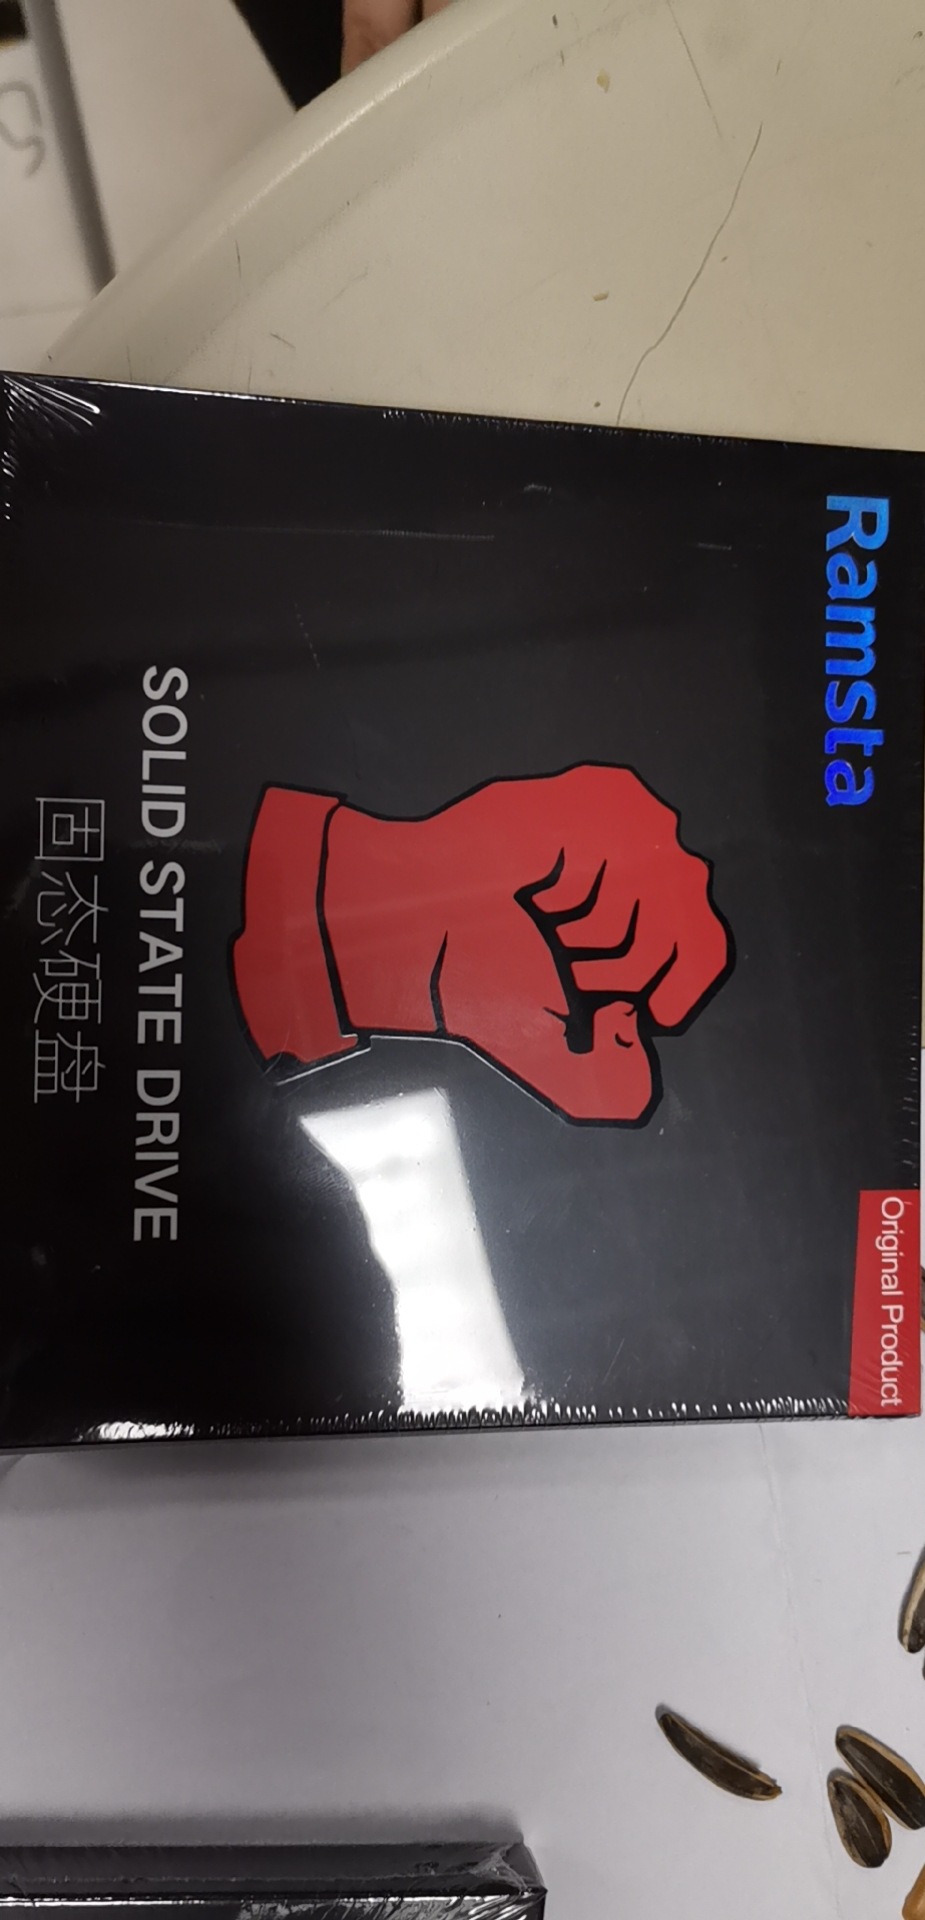 Ramsta
Original Product
SOLID STATE DRIVE
固态硬盘